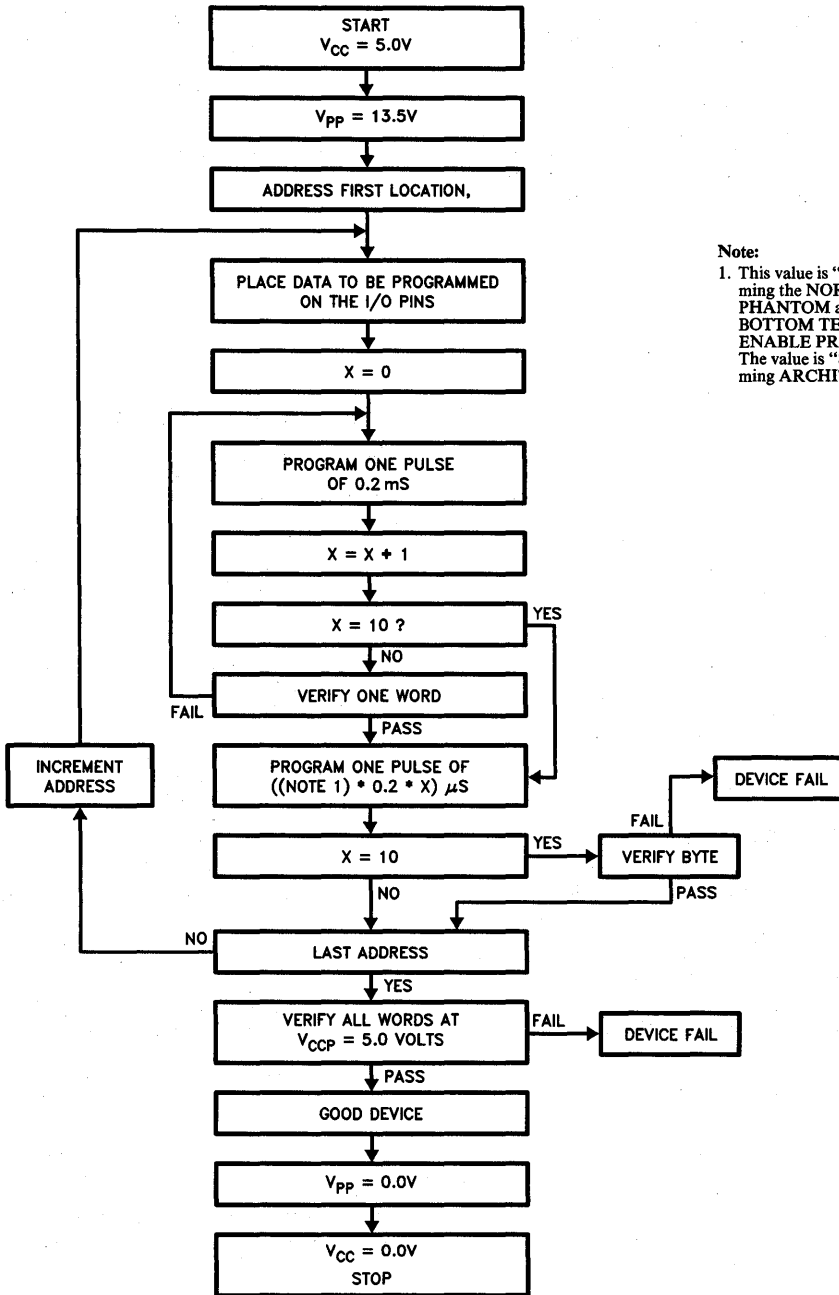 START
V_CC = 5.0V
V_PP = 13.5V
ADDRESS FIRST LOCATION,
PLACE DATA TO BE PROGRAMMED
ON THE I/O PINS
X = 0
PROGRAM ONE PULSE
OF 0.2 mS
X = X + 1
X = 10 ?
YES
NO
VERIFY ONE WORD
FAIL
PASS
INCREMENT
ADDRESS
PROGRAM ONE PULSE OF
((NOTE 1) * 0.2 * X) μS
DEVICE FAIL
FAIL
X = 10
YES
VERIFY BYTE
NO
PASS
NO
LAST ADDRESS
YES
VERIFY ALL WORDS AT
V_CCP = 5.0 VOLTS
FAIL
DEVICE FAIL
PASS
GOOD DEVICE
V_PP = 0.0V
V_CC = 0.0V
STOP
Note:
1. This value is “
ming the NOR
PHANTOM
BOTTOM TE
ENABLE PR
The value is “
ming ARCHI